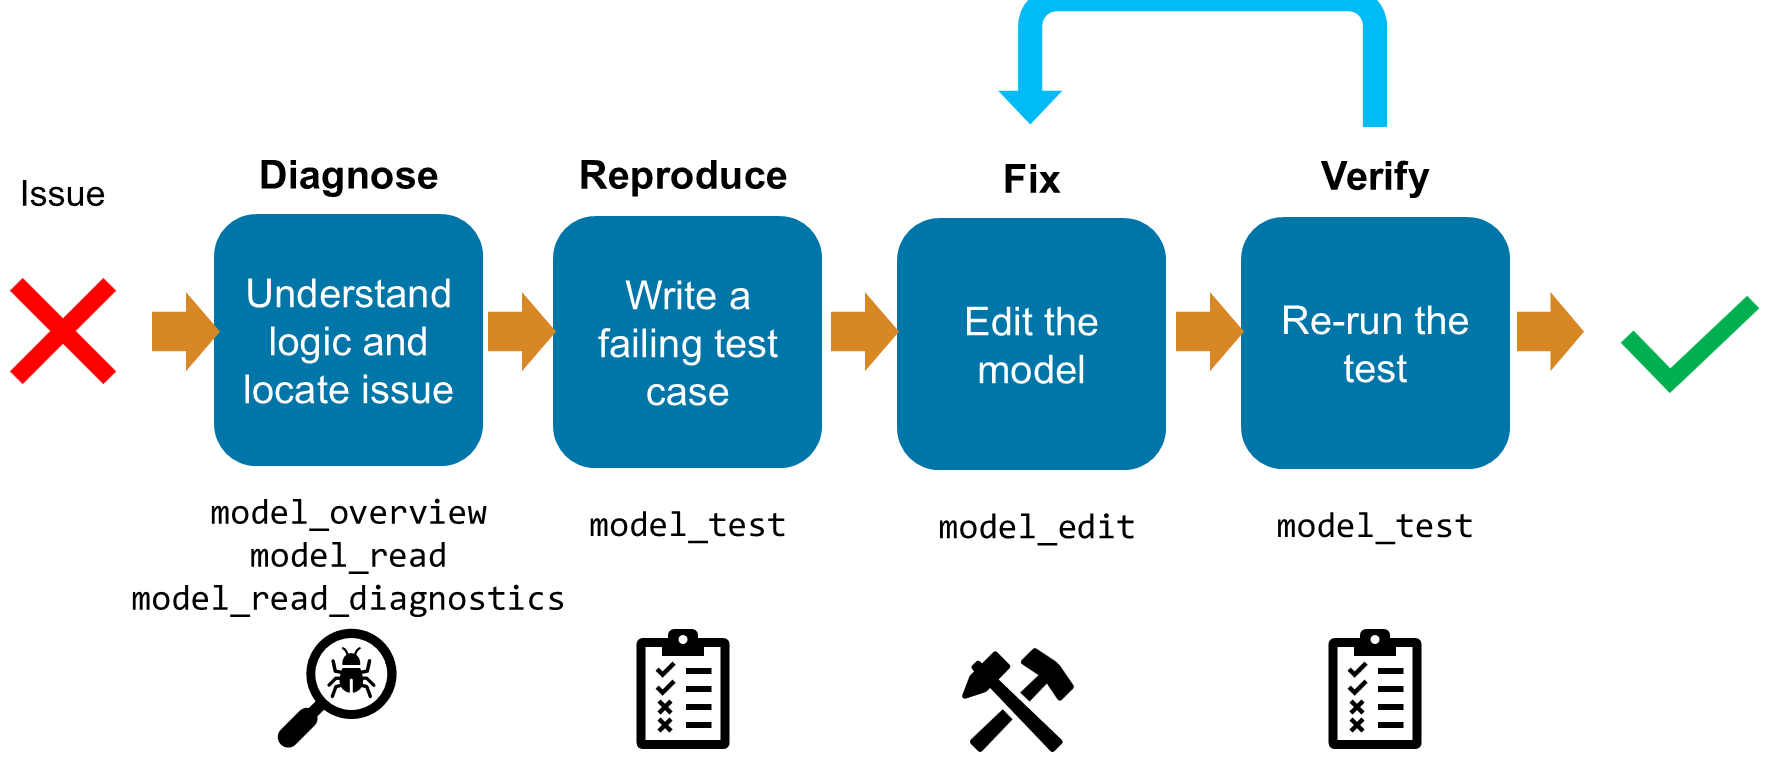 Issue
Diagnose
Understand
logic and
locate issue
model_overview
model_read
model_read_diagnostics
Reproduce
Write a
failing test
case
model_test
Fix
Edit the
model
model_edit
Verify
Re-run the
test
model_test